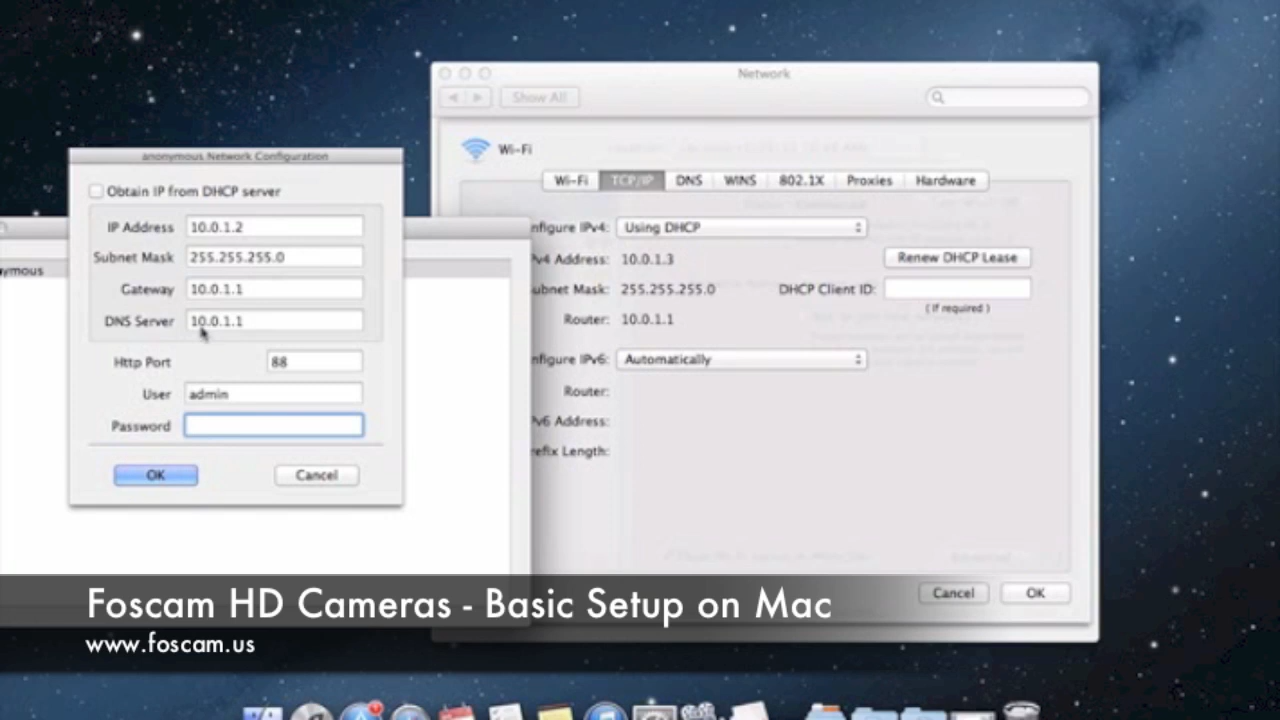 Network
Show All
Wi-Fi
Wi-Fi TCP/IP DNS WINS 802.1X Proxies Hardware
nfigure IPv4: Using DHCP
Pv4 Address: 10.0.1.3 Renew DHCP Lease
ubnet Mask: 255.255.255.0 DHCP Client ID:
( If required )
Router: 10.0.1.1
nfigure IPv6: Automatically
Router:
Pv6 Address:
refix Length:
Cancel OK
anonymous Network Configuration
Obtain IP from DHCP server
IP Address 10.0.1.2
Subnet Mask 255.255.255.0
Gateway 10.0.1.1
DNS Server 10.0.1.1
Http Port 88
User admin
Password
OK Cancel
ymous
Foscam HD Cameras - Basic Setup on Mac
www.foscam.us